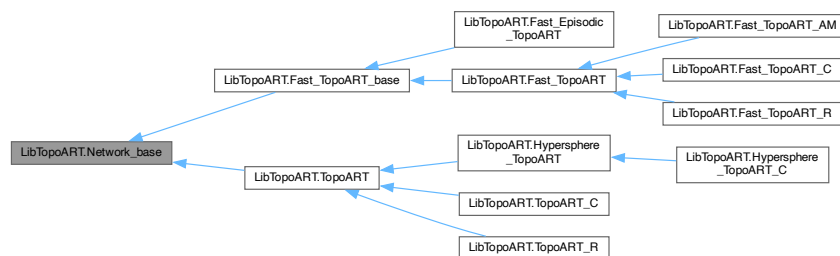 LibTopoART.Fast_Episodic
_TopoART
LibTopoART.Fast_TopoART_AM
LibTopoART.Fast_TopoART_base
LibTopoART.Fast_TopoART
LibTopoART.Fast_TopoART_C
LibTopoART.Fast_TopoART_R
LibTopoART.Network_base
LibTopoART.Hypersphere
_TopoART
LibTopoART.Hypersphere
_TopoART_C
LibTopoART.TopoART
LibTopoART.TopoART_C
LibTopoART.TopoART_R